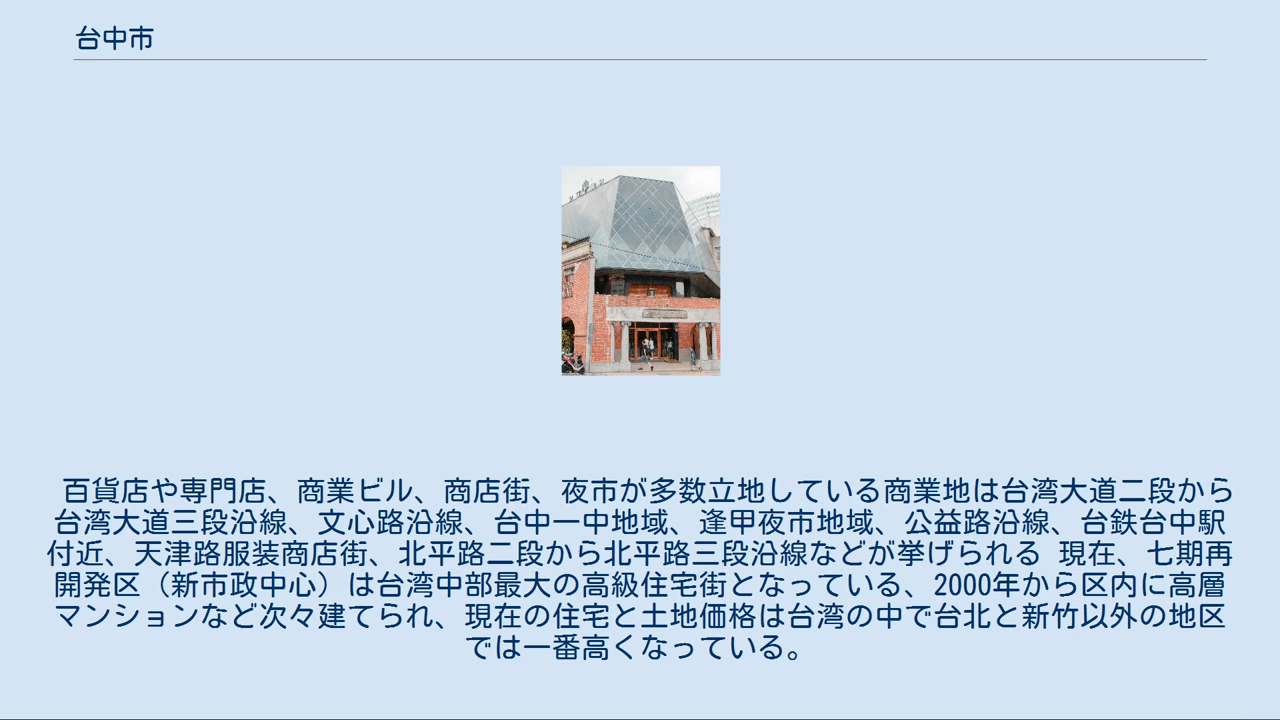 台中市
百貨店や専門店、商業ビル、商店街、夜市が多数立地している商業地は台湾大道二段から
台湾大道三段沿線、文心路沿線、台中一中地域、逢甲夜市地域、公益路沿線、台鉄台中駅
付近、天津路服装商店街、北平路二段から北平路三段沿線などが挙げられる 現在、七期再
開発区（新市政中心）は台湾中部最大の高級住宅街となっている、2000年から区内に高層
マンションなど次々建てられ、現在の住宅と土地価格は台湾の中で台北と新竹以外の地区
では一番高くなっている。